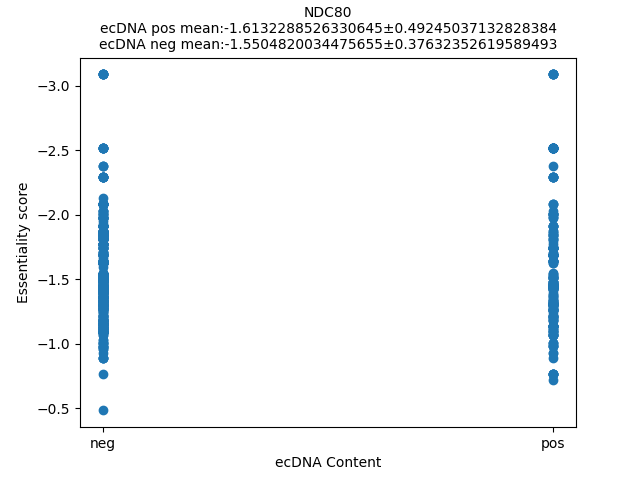 NDC80
ecDNA pos mean:-1.6132288526330645±0.49245037132828384
ecDNA neg mean:-1.5504820034475655±0.37632352619589493
−3.0
−2.5
−2.0
−1.5
−1.0
−0.5
Essentiality score
neg
pos
ecDNA Content